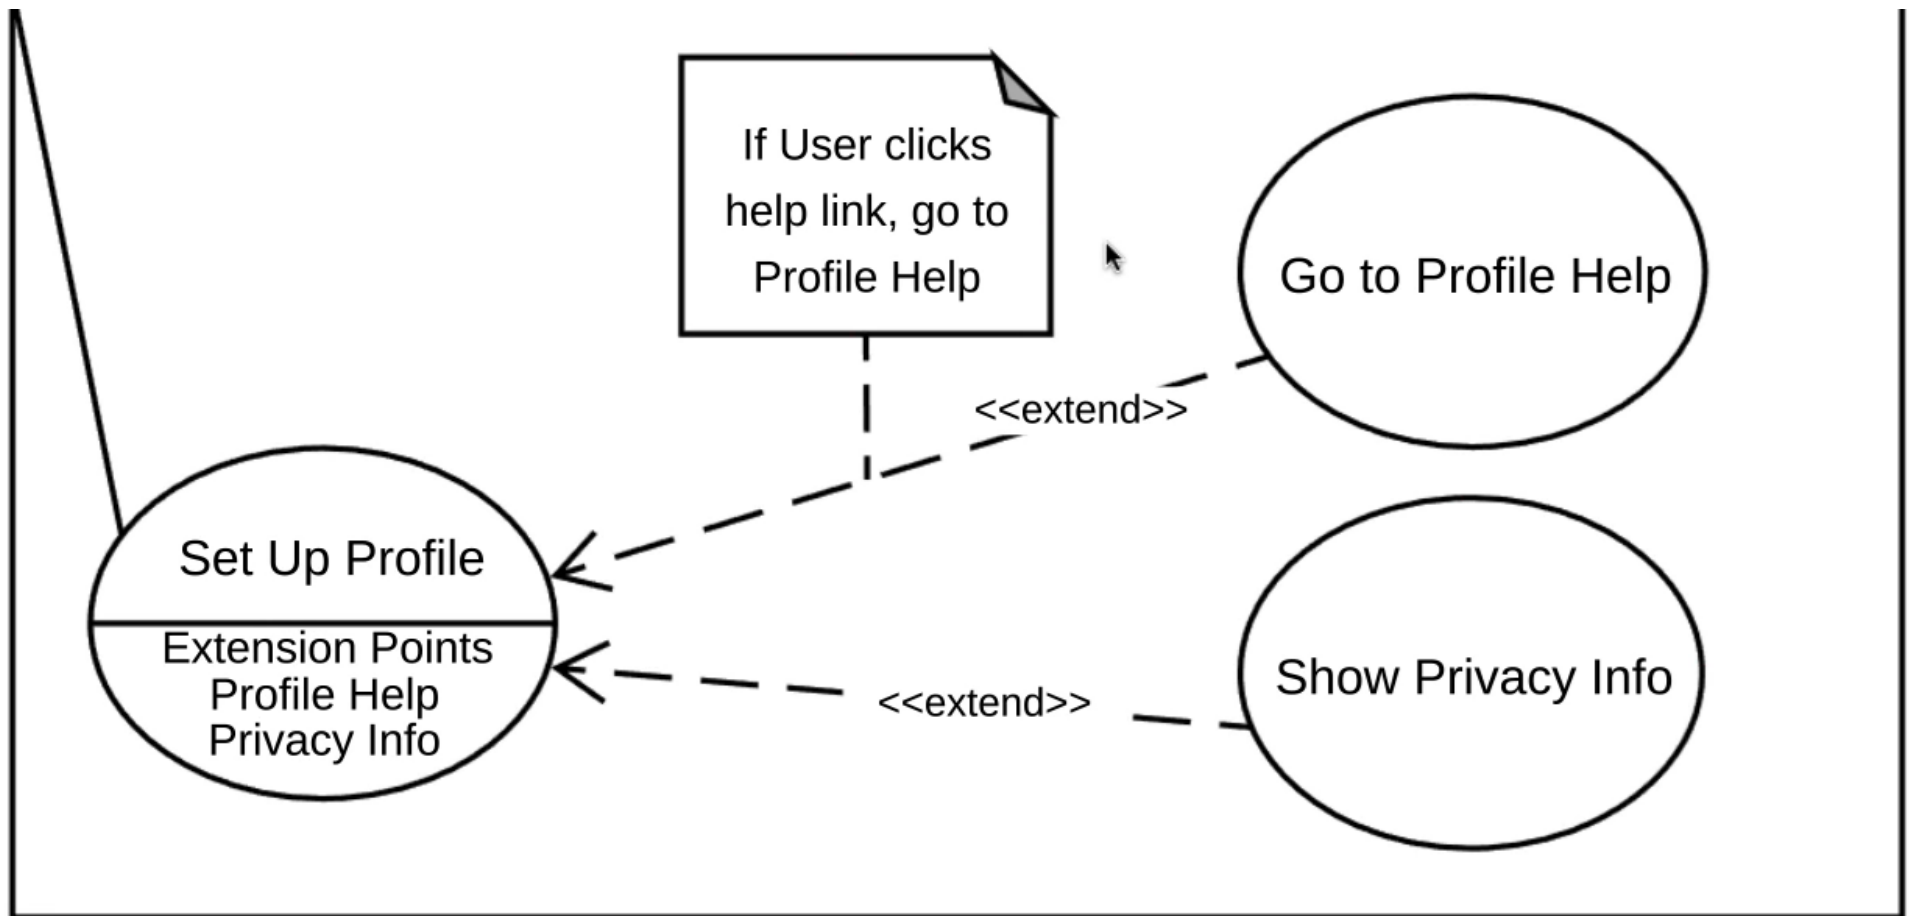 If User clicks
help link, go to
Profile Help
Go to Profile Help
<<extend>>
Set Up Profile
Extension Points
Profile Help
Privacy Info
<<extend>>
Show Privacy Info